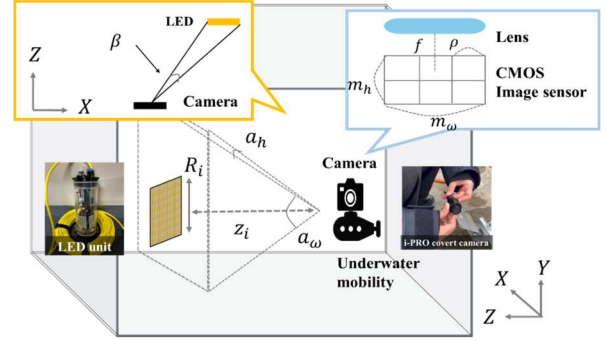 LED
β
Z
X
Camera
Lens
f
ρ
CMOS
Image sensor
m_h
m_ω
a_h
R_i
z_i
a_ω
Camera
LED unit
i-PRO covert camera
Underwater
mobility
X
Y
Z